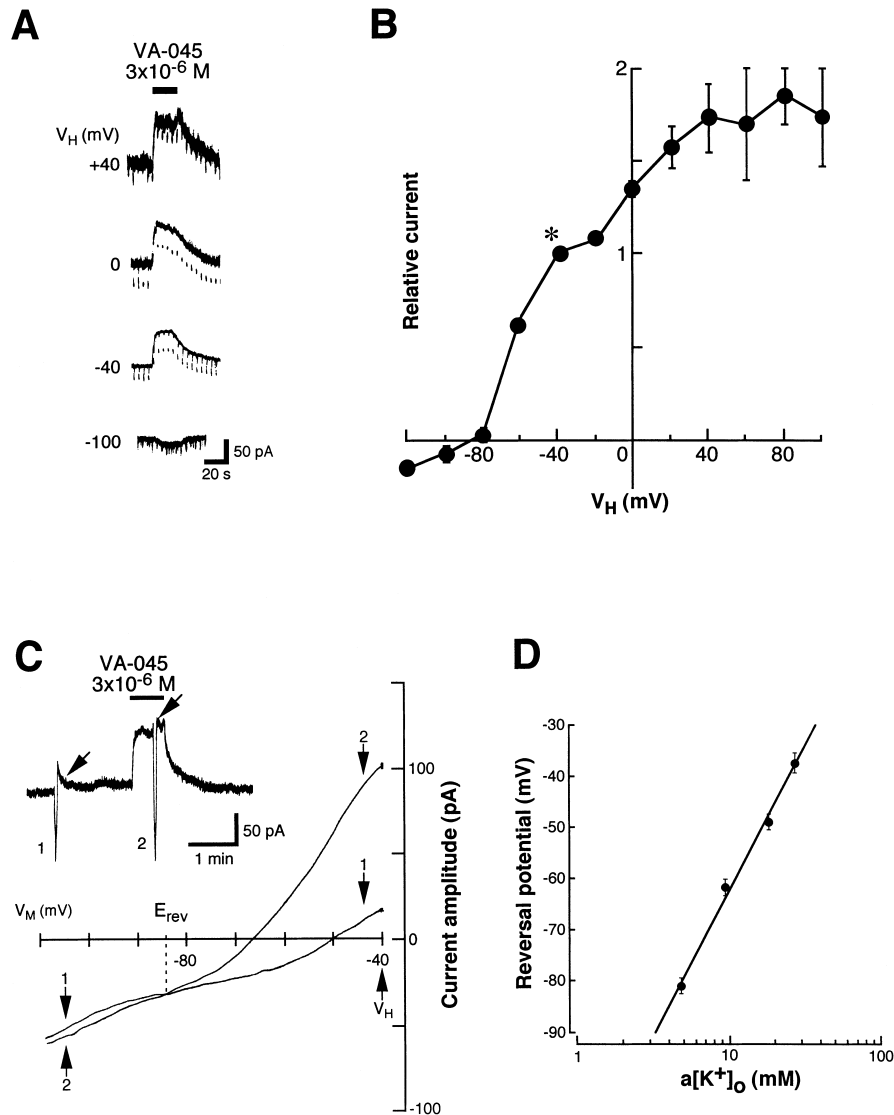 A
VA-045
3x10-6 M
VH (mV)
+40
0
-40
-100
50 pA
20 s
B
Relative current
2
1
*
-80
-40
0
40
80
VH (mV)
C
VA-045
3x10-6 M
1
2
50 pA
1 min
VM (mV)
Erev
-80
-40
VH
1
2
2
1
100
0
-100
Current amplitude (pA)
D
Reversal potential (mV)
-30
-40
-50
-60
-70
-80
-90
1
10
100
a[K+]o (mM)